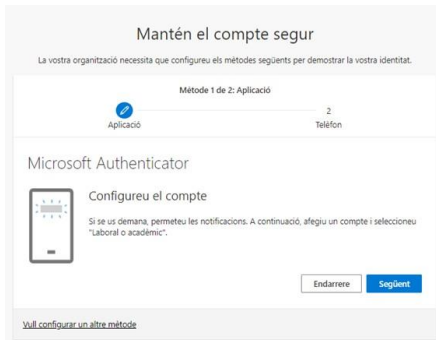 Mantén el compte segur
La vostra organització necessita que configureu els mètodes següents per demostrar la vostra identitat.
Mètode 1 de 2: Aplicació
2
Aplicació
Telèfon
Microsoft Authenticator
Configureu el compte
Si se us demana, permeteu les notificacions. A continuació, afegiu un compte i seleccioneu
"Laboral o acadèmic".
Endarrere
Següent
Vull configurar un altre mètode